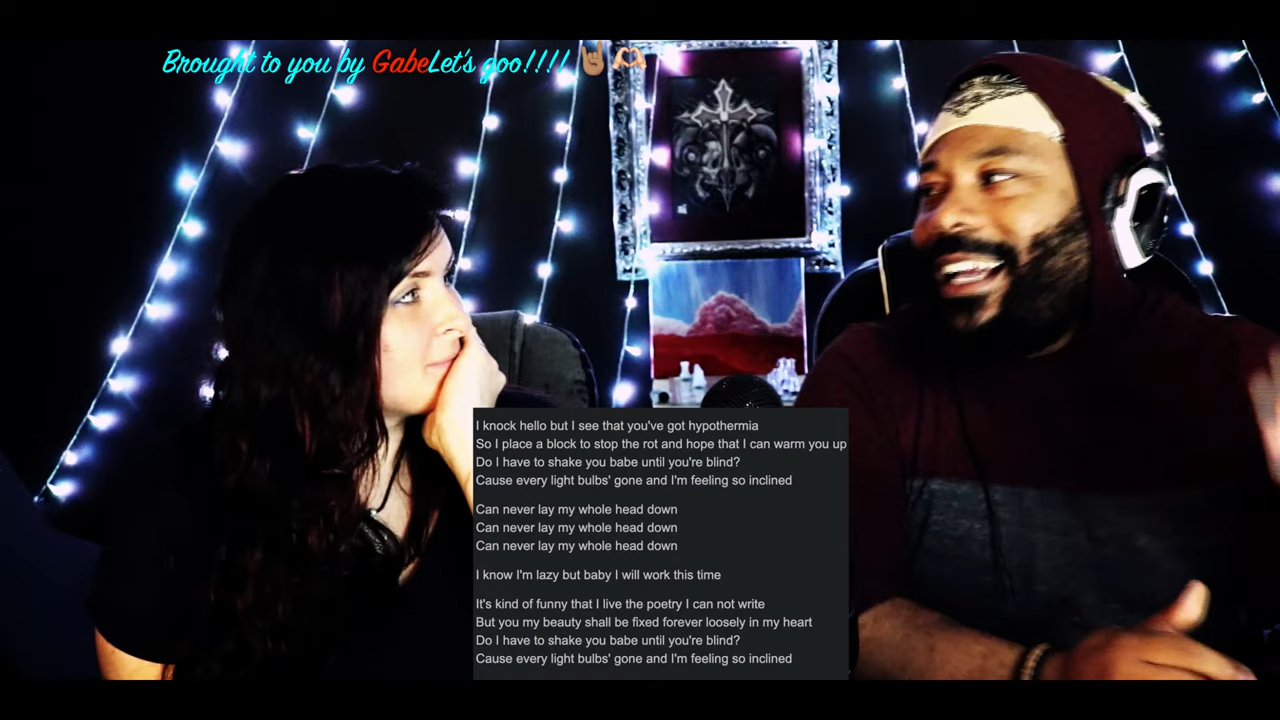 Brought to you by GabeLet's goo!!!! 🤘🏽🫶🏽
I knock hello but I see that you've got hypothermia
So I place a block to stop the rot and hope that I can warm you up
Do I have to shake you babe until you're blind?
Cause every light bulbs' gone and I'm feeling so inclined
Can never lay my whole head down
Can never lay my whole head down
Can never lay my whole head down
I know I'm lazy but baby I will work this time
It's kind of funny that I live the poetry I can not write
But you my beauty shall be fixed forever loosely in my heart
Do I have to shake you babe until you're blind?
Cause every light bulbs' gone and I'm feeling so inclined